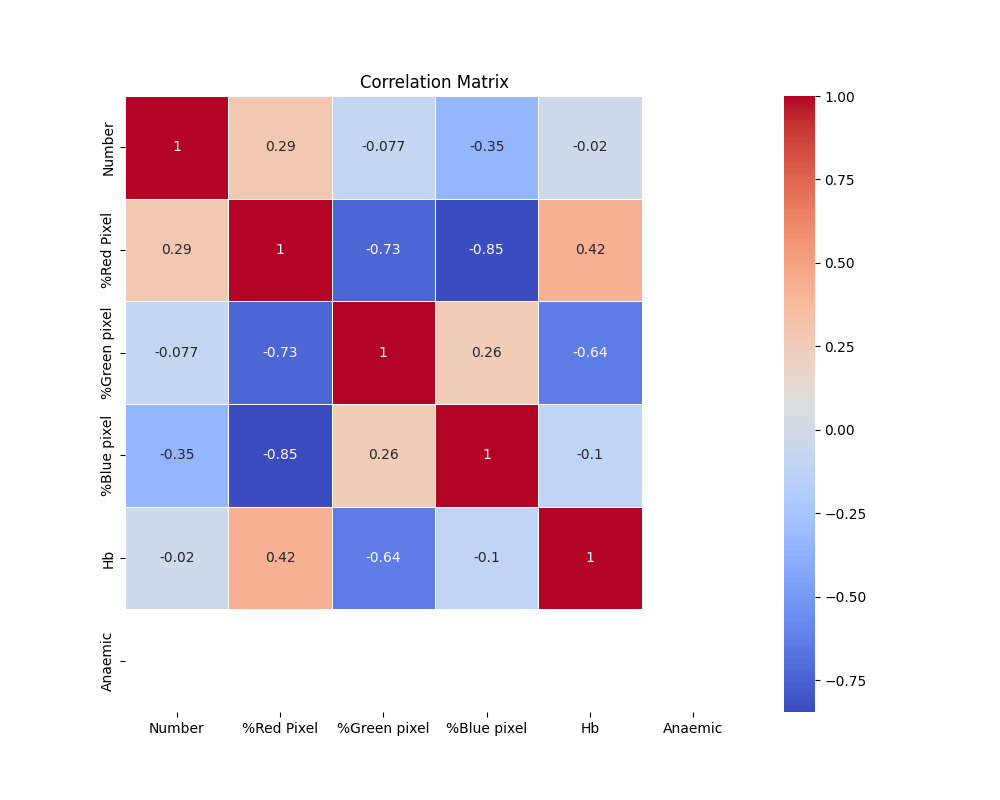 Correlation Matrix
Number 1 0.29 -0.077 -0.35 -0.02
%Red Pixel 0.29 1 -0.73 -0.85 0.42
%Green pixel -0.077 -0.73 1 0.26 -0.64
%Blue pixel -0.35 -0.85 0.26 1 -0.1
Hb -0.02 0.42 -0.64 -0.1 1
Anaemic
Number %Red Pixel %Green pixel %Blue pixel Hb Anaemic
1.00
0.75
0.50
0.25
0.00
−0.25
−0.50
−0.75